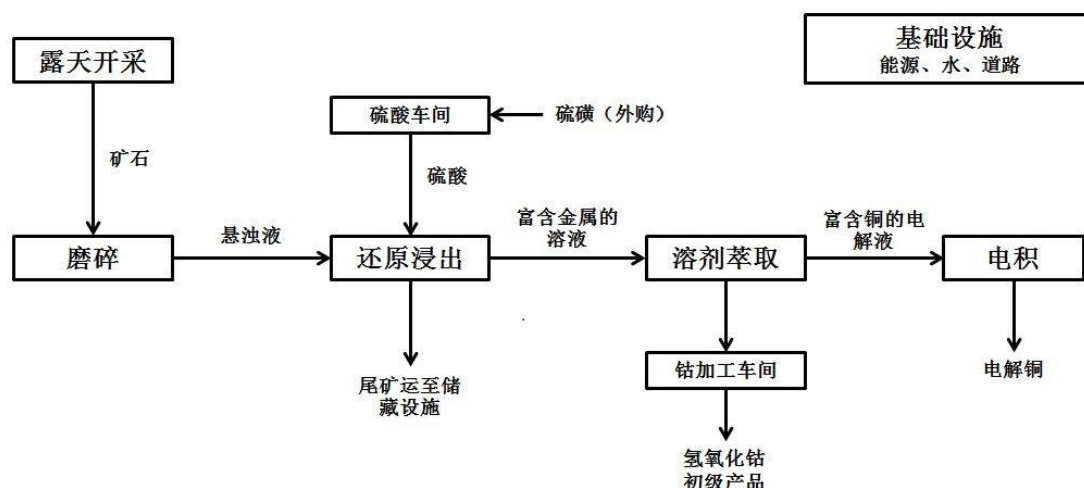 基础设施
能源、水、道路
露天开采
硫酸车间
硫磺（外购）
矿石
硫酸
富含金属的
溶液
富含铜的电
解液
悬浊液
磨碎
还原浸出
溶剂萃取
电积
尾矿运至储
藏设施
钴加工车间
电解铜
氢氧化钴
初级产品